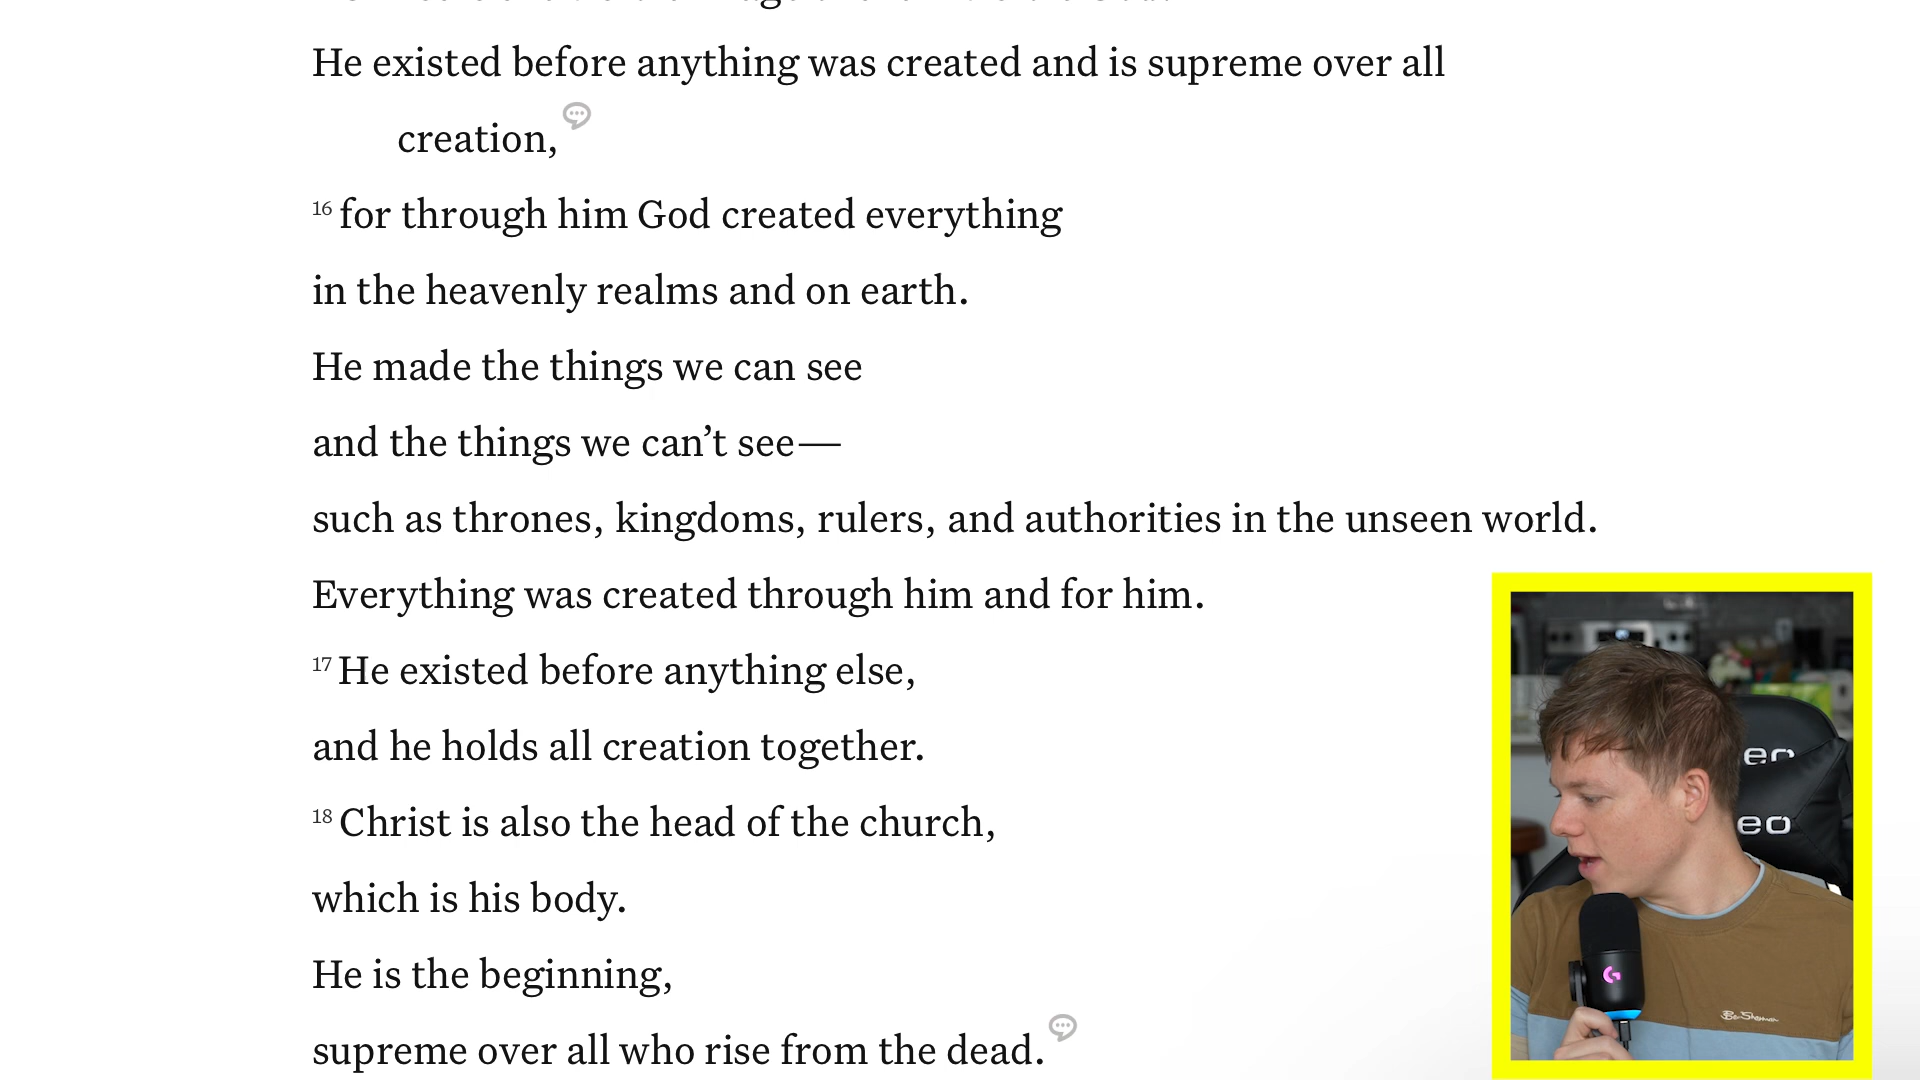 He existed before anything was created and is supreme over all
creation,
16 for through him God created everything
in the heavenly realms and on earth.
He made the things we can see
and the things we can’t see—
such as thrones, kingdoms, rulers, and authorities in the unseen world.
Everything was created through him and for him.
17 He existed before anything else,
and he holds all creation together.
18 Christ is also the head of the church,
which is his body.
He is the beginning,
supreme over all who rise from the dead.
eo
Ben Sherman